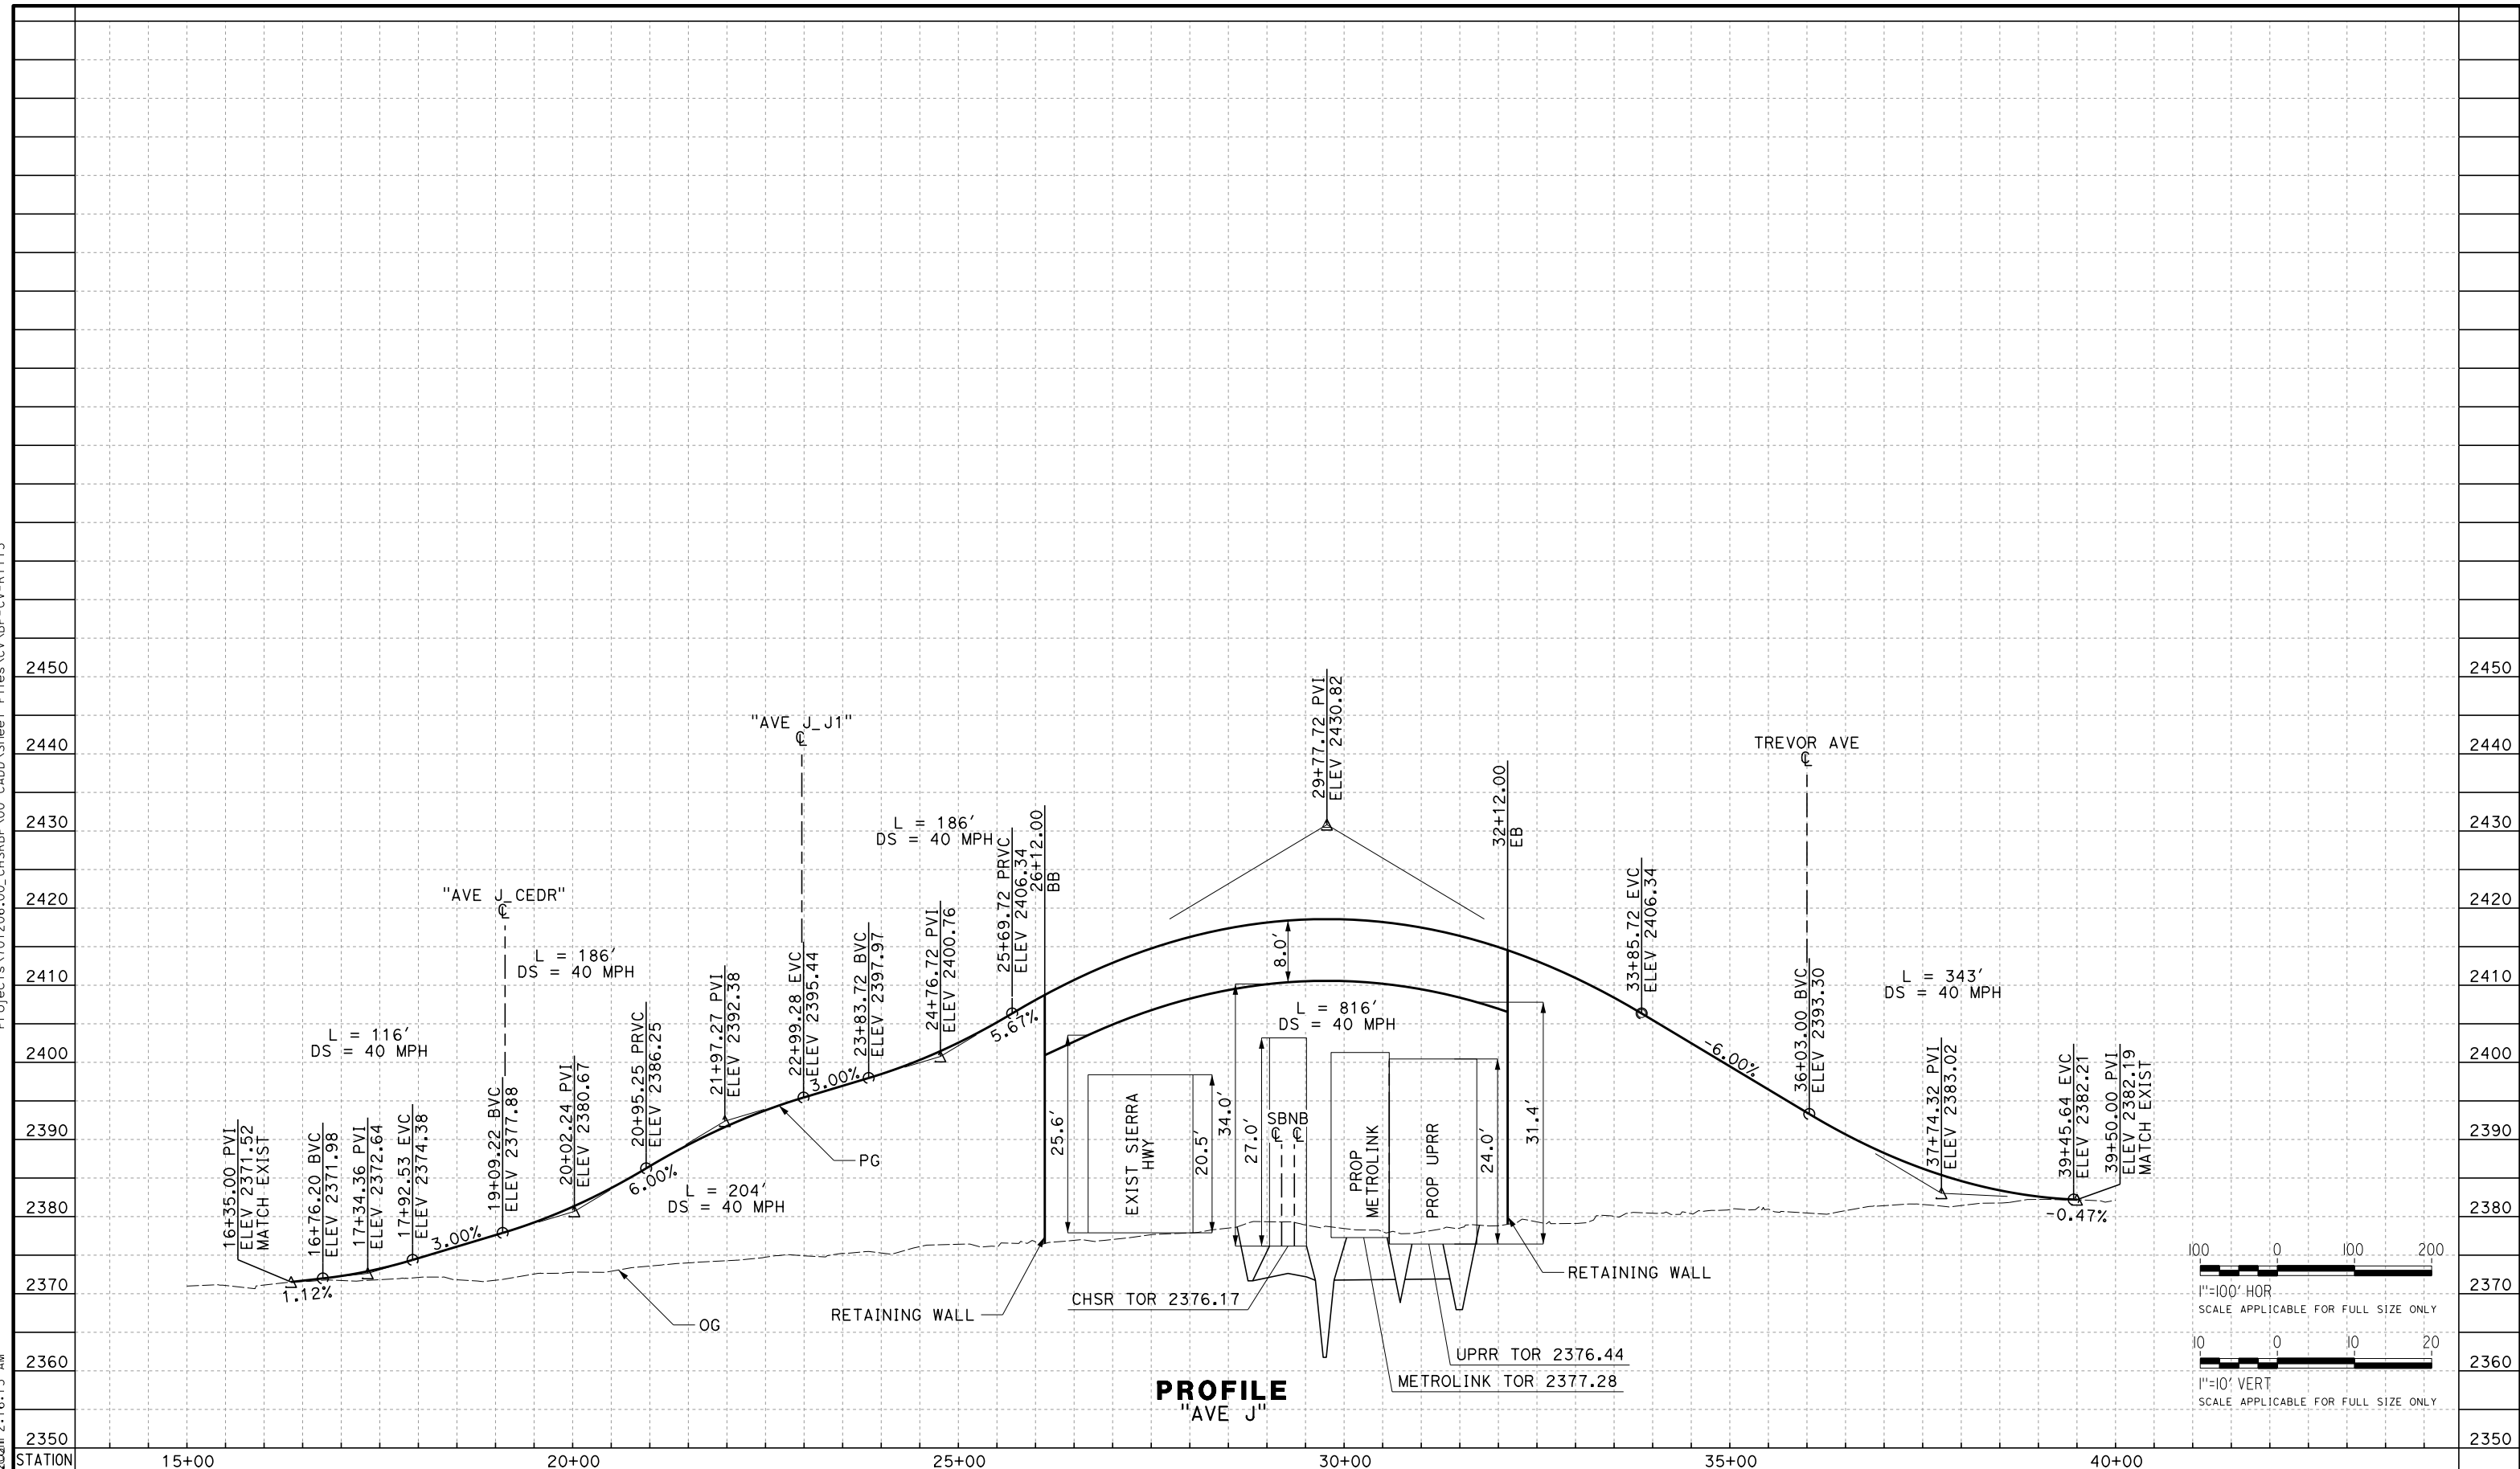 2450
2440
2430
2420
2410
2400
2390
2380
2370
2360
2350
STATION
16+35.00 PVI
ELEV 2371.52
MATCH EXIST
1.12%
16+76.20 BVC
ELEV 2371.98
L = 116'
DS = 40 MPH
17+34.36 PVI
ELEV 2372.64
17+92.53 EVC
ELEV 2374.38
3.00%
"AVE J_CEDR"
℄
19+09.22 BVC
ELEV 2377.88
L = 186'
DS = 40 MPH
20+02.24 PVI
ELEV 2380.67
20+95.25 PRVC
ELEV 2386.25
6.00%
L = 204'
DS = 40 MPH
21+97.27 PVI
ELEV 2392.38
"AVE J_J1"
℄
22+99.28 EVC
ELEV 2395.44
3.00%
PG
OG
23+83.72 BVC
ELEV 2397.97
L = 186'
DS = 40 MPH
24+76.72 PVI
ELEV 2400.76
25+69.72 PRVC
ELEV 2406.34
5.67%
26+12.00
BB
RETAINING WALL
25.6'
EXIST SIERRA
HWY
20.5'
34.0'
27.0'
SB
NB
℄
℄
8.0'
L = 816'
DS = 40 MPH
29+77.72 PVI
ELEV 2430.82
PROP
METROLINK
PROP UPRR
24.0'
31.4'
CHSR TOR 2376.17
UPRR TOR 2376.44
METROLINK TOR 2377.28
32+12.00
EB
RETAINING WALL
33+85.72 EVC
ELEV 2406.34
-6.00%
TREVOR AVE
℄
36+03.00 BVC
ELEV 2393.30
L = 343'
DS = 40 MPH
37+74.32 PVI
ELEV 2383.02
39+45.64 EVC
ELEV 2382.21
39+50.00 PVI
ELEV 2382.19
MATCH EXIST
-0.47%
100 0 100 200
1"=100' HOR
SCALE APPLICABLE FOR FULL SIZE ONLY
10 0 10 20
1"=10' VERT
SCALE APPLICABLE FOR FULL SIZE ONLY
PROFILE
"AVE J"
15+00 20+00 25+00 30+00 35+00 40+00
2450
2440
2430
2420
2410
2400
2390
2380
2370
2360
2350